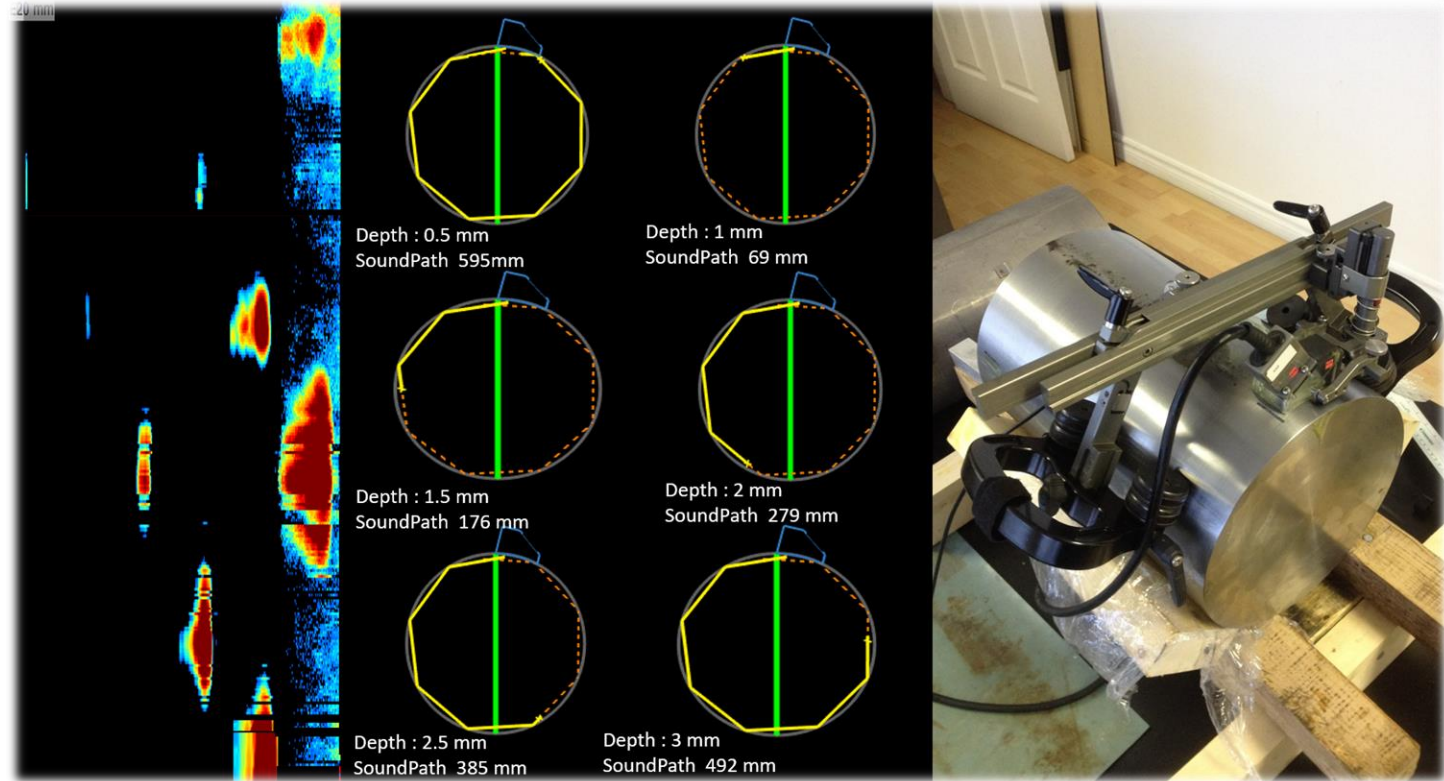 20 mm
Depth : 0.5 mm
SoundPath 595mm
Depth : 1 mm
SoundPath 69 mm
Depth : 1.5 mm
SoundPath 176 mm
Depth : 2 mm
SoundPath 279 mm
Depth : 2.5 mm
SoundPath 385 mm
Depth : 3 mm
SoundPath 492 mm